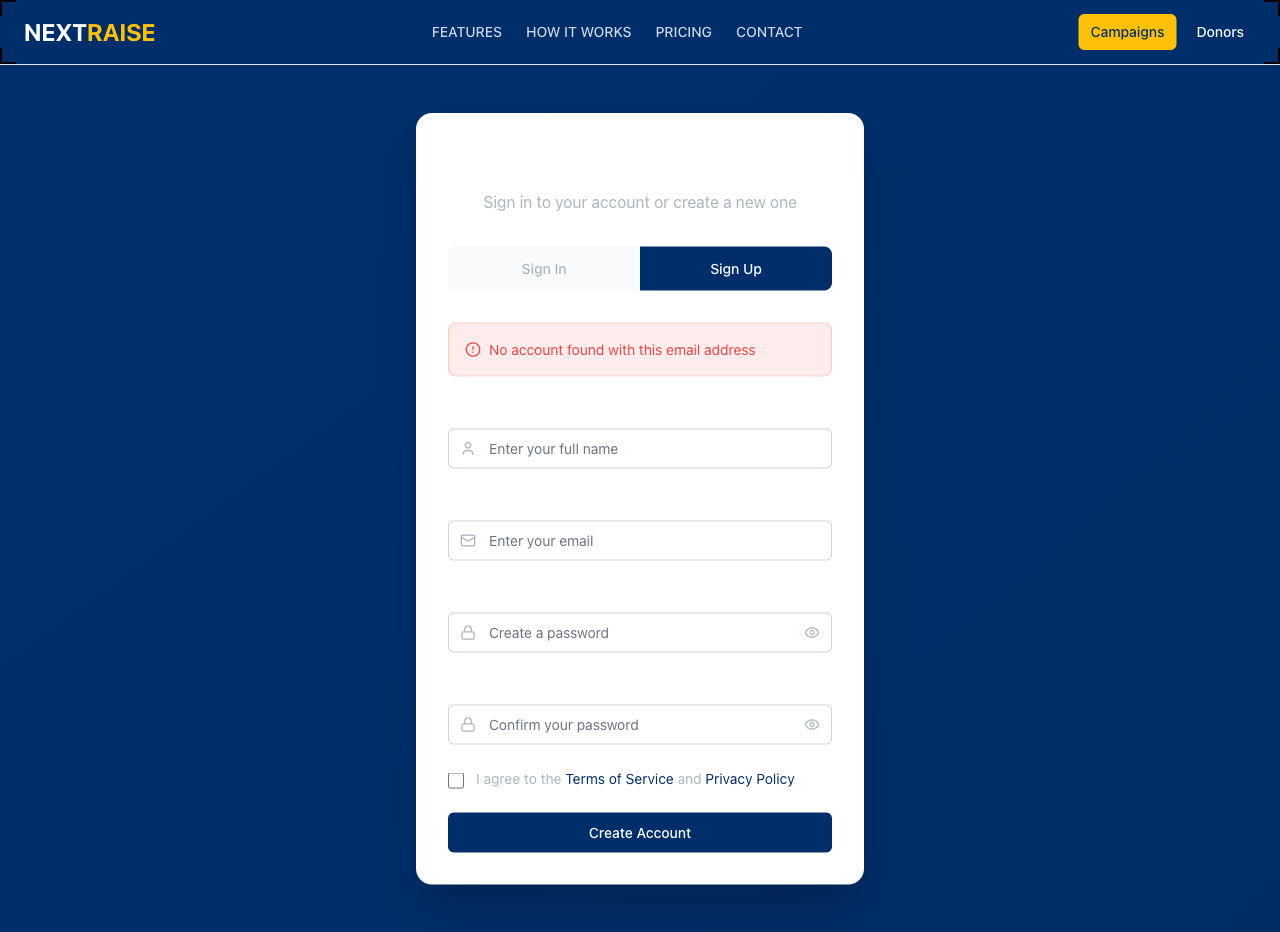 NEXTRAISE FEATURES HOW IT WORKS PRICING CONTACT Campaigns Donors
Sign in to your account or create a new one
Sign In Sign Up
No account found with this email address
Enter your full name
Enter your email
Create a password
Confirm your password
I agree to the Terms of Service and Privacy Policy
Create Account